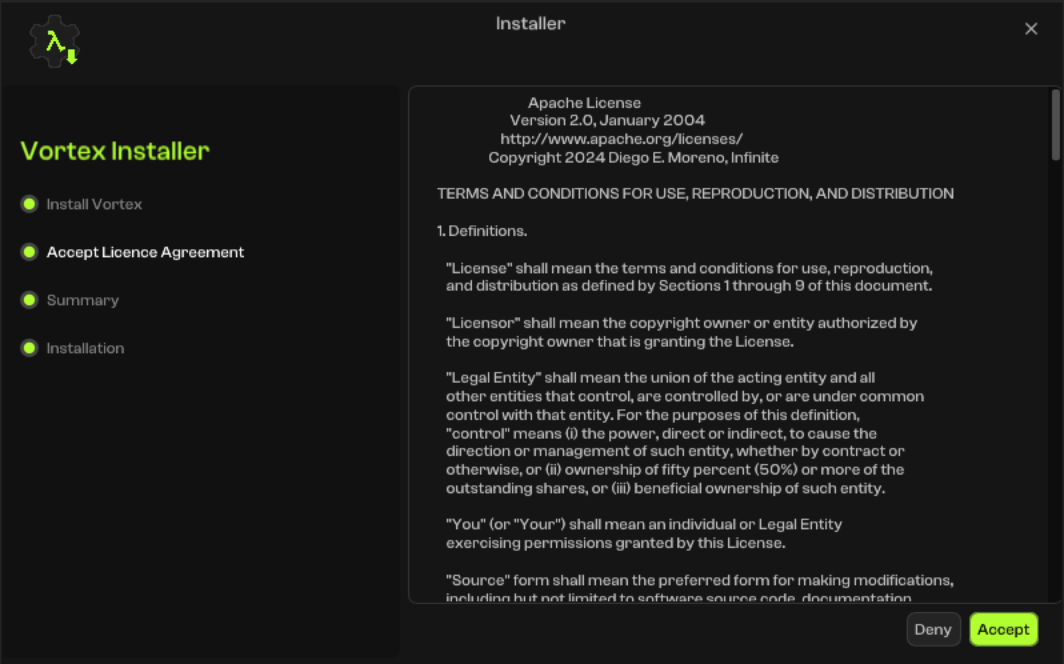 Installer
Vortex Installer
Install Vortex
Accept Licence Agreement
Summary
Installation
Apache License
Version 2.0, January 2004
http://www.apache.org/licenses/
Copyright 2024 Diego E. Moreno, Infinite
TERMS AND CONDITIONS FOR USE, REPRODUCTION, AND DISTRIBUTION
1. Definitions.
"License" shall mean the terms and conditions for use, reproduction,
and distribution as defined by Sections 1 through 9 of this document.
"Licensor" shall mean the copyright owner or entity authorized by
the copyright owner that is granting the License.
"Legal Entity" shall mean the union of the acting entity and all
other entities that control, are controlled by, or are under common
control with that entity. For the purposes of this definition,
"control" means (i) the power, direct or indirect, to cause the
direction or management of such entity, whether by contract or
otherwise, or (ii) ownership of fifty percent (50%) or more of the
outstanding shares, or (iii) beneficial ownership of such entity.
"You" (or "Your") shall mean an individual or Legal Entity
exercising permissions granted by this License.
"Source" form shall mean the preferred form for making modifications,
including but not limited to software source code, documentation
Deny
Accept